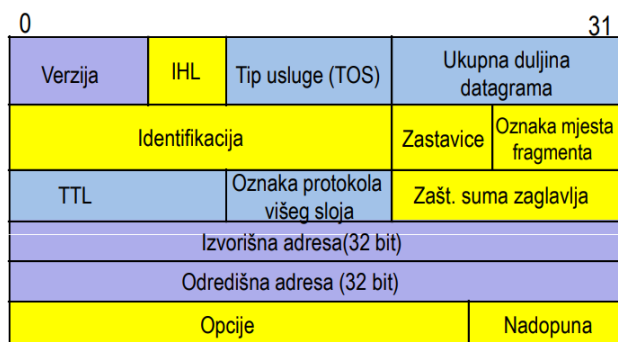 0 31
Verzija IHL Tip usluge (TOS) Ukupna duljina
datagrama
Identifikacija Zastavice Oznaka mjesta
fragmenta
TTL Oznaka protokola
višeg sloja Zašt. suma zaglavlja
Izvorišna adresa(32 bit)
Odredišna adresa (32 bit)
Opcije Nadopuna